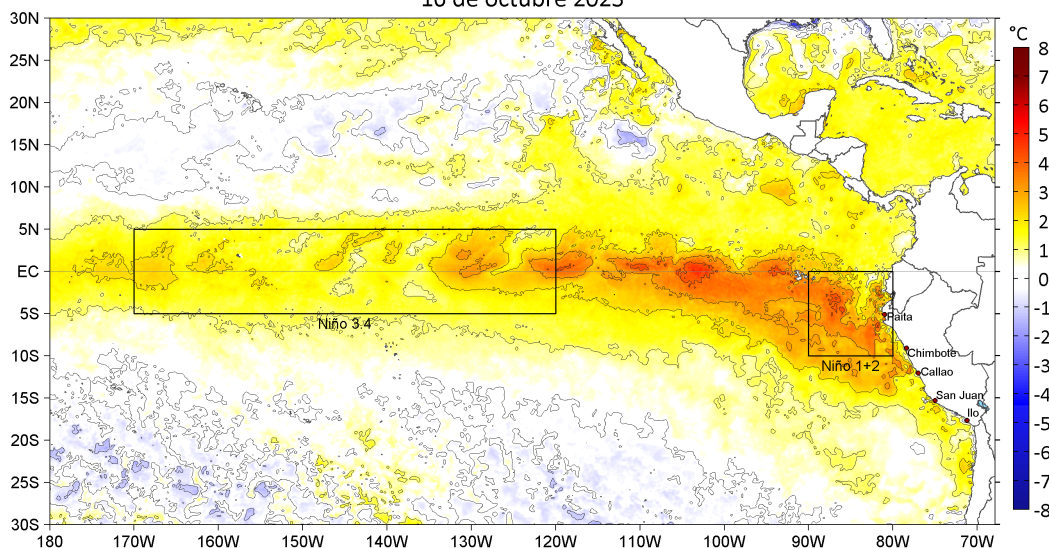 de octubre
30N
25N
20N
15N
10N
5N
EC
5S
10S
15S
20S
25S
30S
180
170W
160W
150W
140W
130W
120W
110W
100W
90W
80W
70W
Niño 3.4
Niño 1+2
Paita
Chimbote
Callao
San Juan
Ilo
°C
8
7
6
5
4
3
2
1
0
-1
-2
-3
-4
-5
-6
-7
-8